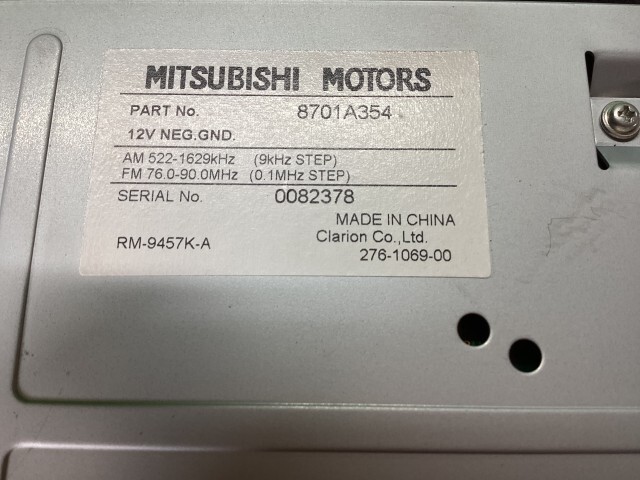 MITSUBISHI MOTORS
PART No. 8701A354
12V NEG.GND.
AM 522-1629kHz (9kHz STEP)
FM 76.0-90.0MHz (0.1MHz STEP)
SERIAL No. 0082378
MADE IN CHINA
RM-9457K-A Clarion Co.,Ltd.
276-1069-00